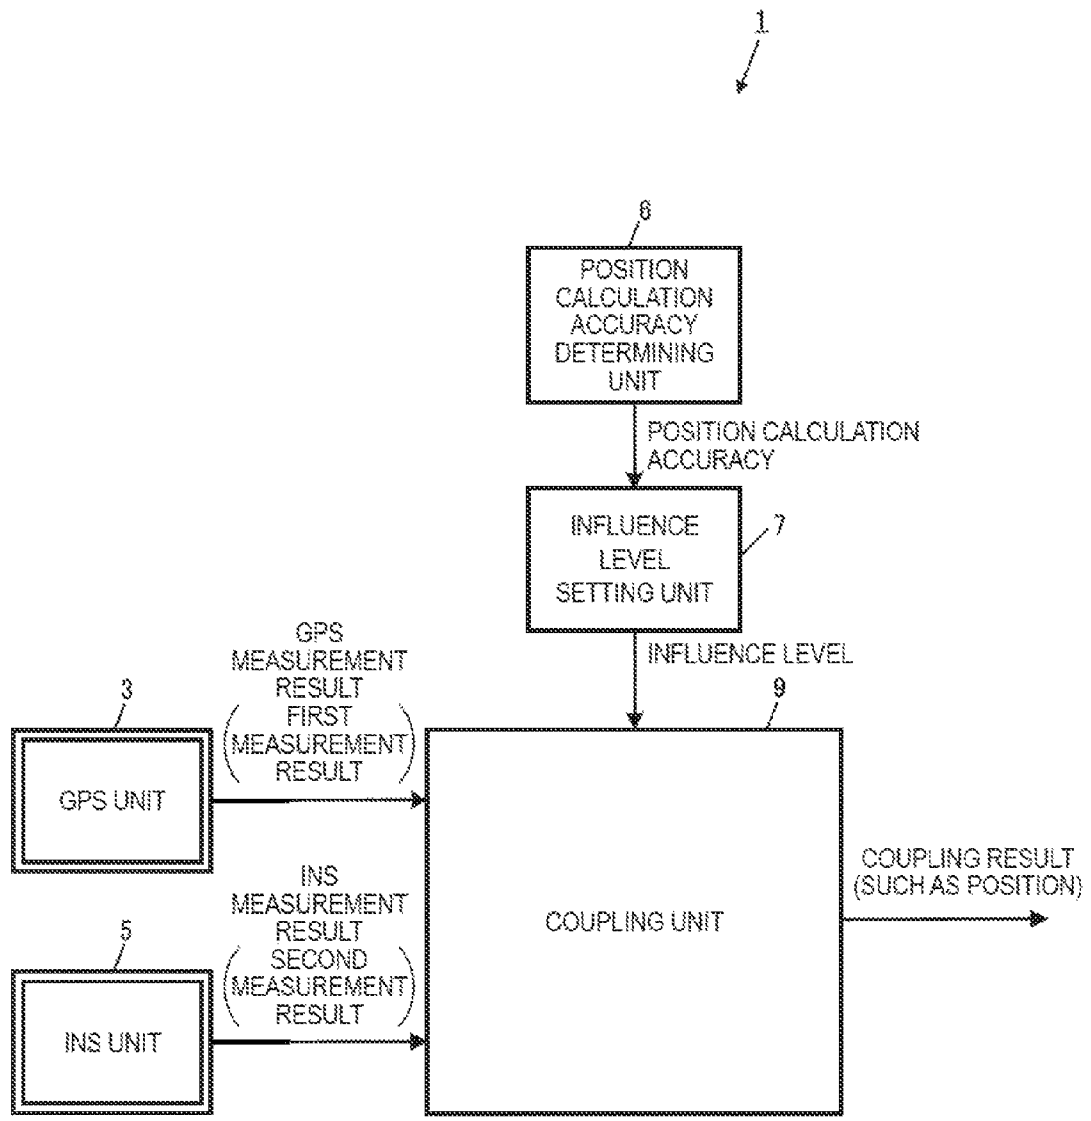 1
6
POSITION
CALCULATION
ACCURACY
DETERMINING
UNIT
POSITION CALCULATION
ACCURACY
INFLUENCE
LEVEL
SETTING UNIT
7
INFLUENCE LEVEL
GPS
MEASUREMENT
RESULT
(FIRST
MEASUREMENT
RESULT)
3
GPS UNIT
9
COUPLING UNIT
INS
MEASUREMENT
RESULT
(SECOND
MEASUREMENT
RESULT)
5
INS UNIT
COUPLING RESULT
(SUCH AS POSITION)